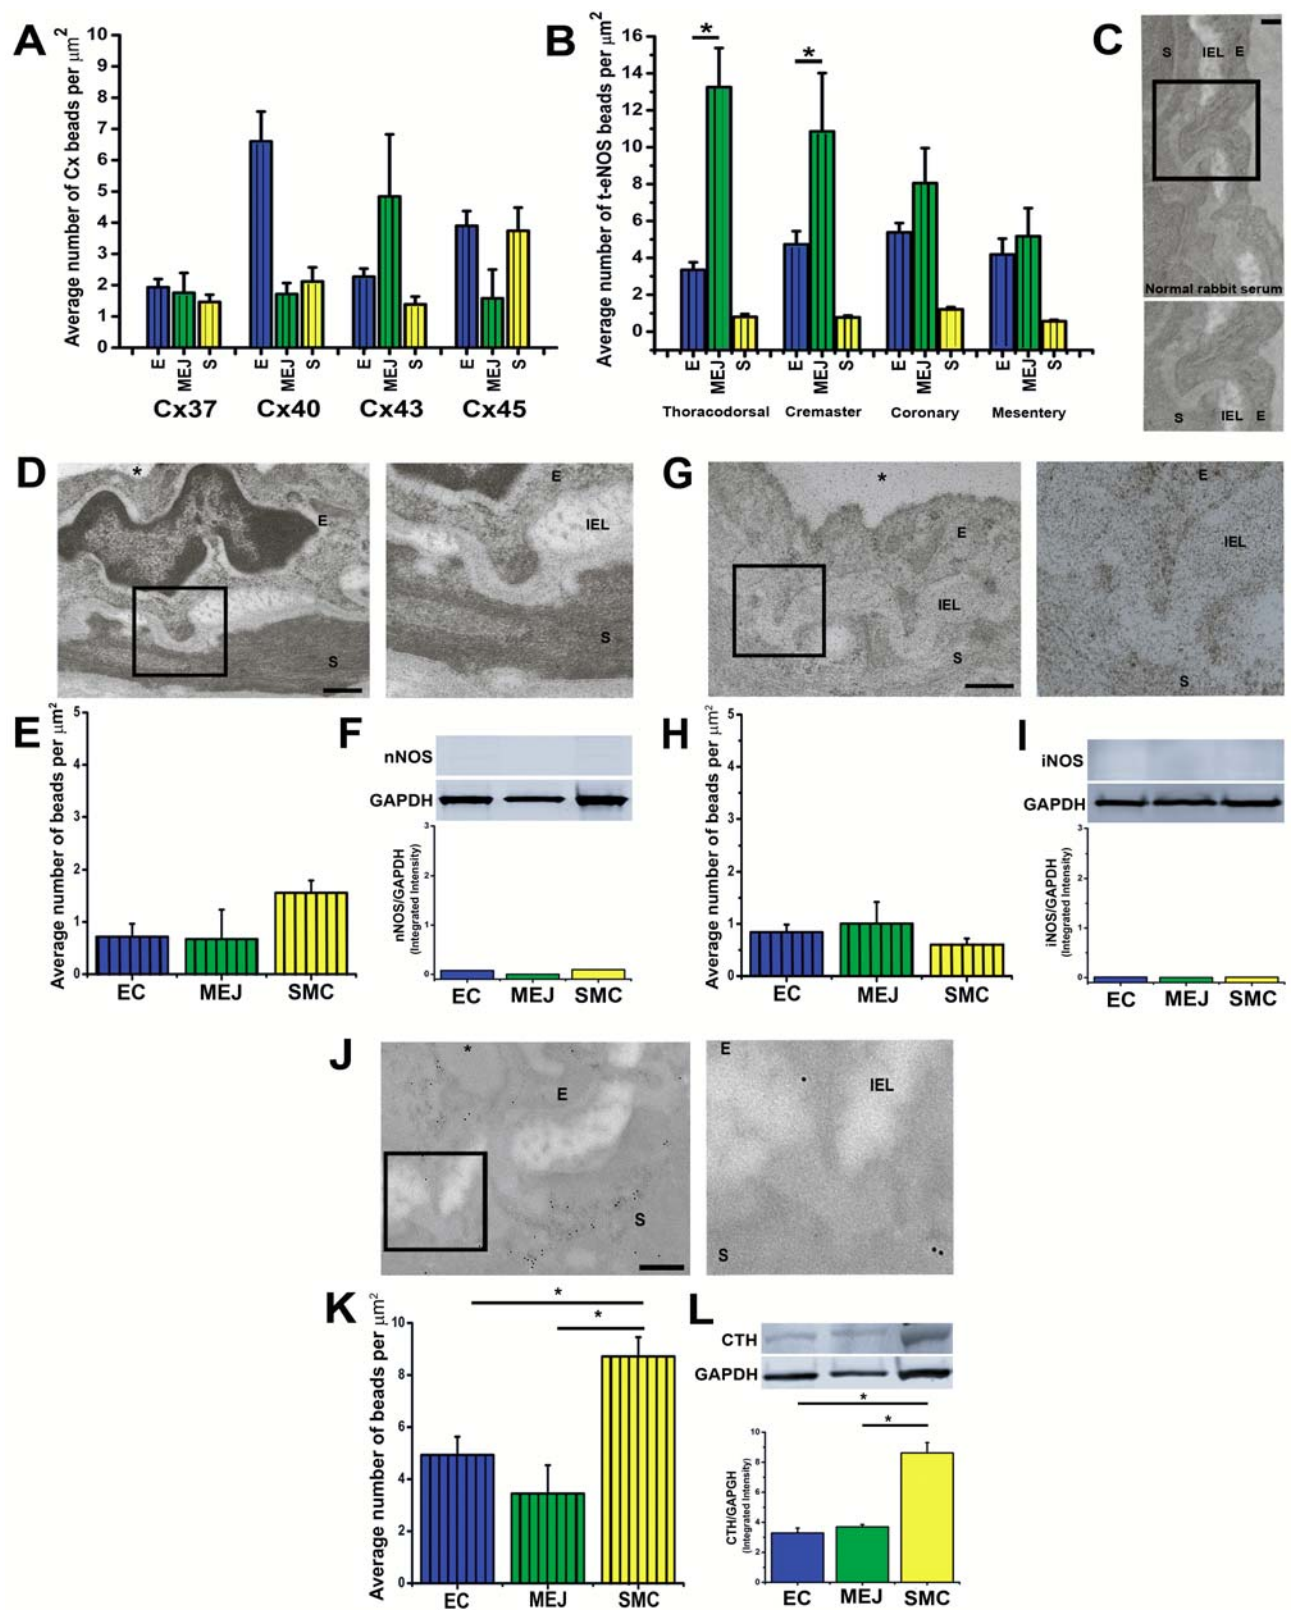 A
Average number of Cx beads per μm²
10
9
8
7
6
5
4
3
2
1
0
E
MEJ
S
E
MEJ
S
E
MEJ
S
E
MEJ
S
Cx37
Cx40
Cx43
Cx45
B
Average number of t-eNOS beads per μm²
16
14
12
10
8
6
4
2
0
*
*
E
MEJ
S
E
MEJ
S
E
MEJ
S
E
MEJ
S
Thoracodorsal
Cremaster
Coronary
Mesentery
C
S IEL E
Normal rabbit serum
S IEL E
D
*
E
S
E
IEL
S
G
*
E
IEL
S
E
IEL
S
E
Average number of beads per μm²
5
4
3
2
1
0
EC
MEJ
SMC
F
nNOS
GAPDH
nNOS/GAPDH
(Integrated Intensity)
3
2
1
0
EC
MEJ
SMC
H
Average number of beads per μm²
5
4
3
2
1
0
EC
MEJ
SMC
I
iNOS
GAPDH
iNOS/GAPDH
(Integrated Intensity)
3
2
1
0
EC
MEJ
SMC
J
*
E
S
E
IEL
S
K
Average number of beads per μm²
10
8
6
4
2
0
*
*
EC
MEJ
SMC
L
CTH
GAPDH
*
*
CTH/GAPGH
(Integrated Intensity)
10
8
6
4
2
0
EC
MEJ
SMC